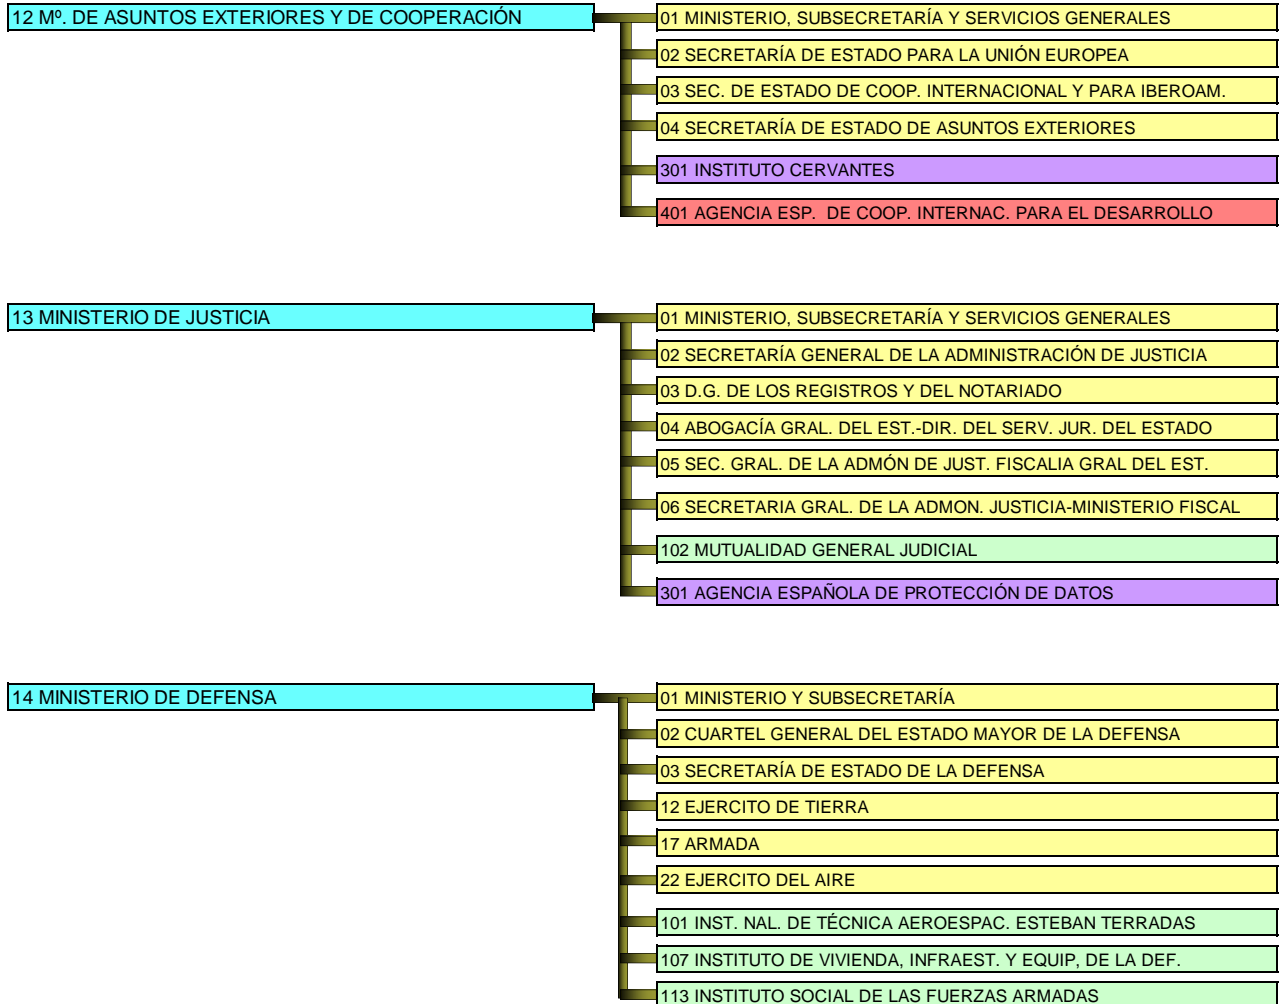 12 Mº. DE ASUNTOS EXTERIORES Y DE COOPERACIÓN
01 MINISTERIO, SUBSECRETARÍA Y SERVICIOS GENERALES
02 SECRETARÍA DE ESTADO PARA LA UNIÓN EUROPEA
03 SEC. DE ESTADO DE COOP. INTERNACIONAL Y PARA IBEROAM.
04 SECRETARÍA DE ESTADO DE ASUNTOS EXTERIORES
301 INSTITUTO CERVANTES
401 AGENCIA ESP. DE COOP. INTERNAC. PARA EL DESARROLLO
13 MINISTERIO DE JUSTICIA
01 MINISTERIO, SUBSECRETARÍA Y SERVICIOS GENERALES
02 SECRETARÍA GENERAL DE LA ADMINISTRACIÓN DE JUSTICIA
03 D.G. DE LOS REGISTROS Y DEL NOTARIADO
04 ABOGACÍA GRAL. DEL EST.-DIR. DEL SERV. JUR. DEL ESTADO
05 SEC. GRAL. DE LA ADMÓN DE JUST. FISCALIA GRAL DEL EST.
06 SECRETARIA GRAL. DE LA ADMON. JUSTICIA-MINISTERIO FISCAL
102 MUTUALIDAD GENERAL JUDICIAL
301 AGENCIA ESPAÑOLA DE PROTECCIÓN DE DATOS
14 MINISTERIO DE DEFENSA
01 MINISTERIO Y SUBSECRETARÍA
02 CUARTEL GENERAL DEL ESTADO MAYOR DE LA DEFENSA
03 SECRETARÍA DE ESTADO DE LA DEFENSA
12 EJERCITO DE TIERRA
17 ARMADA
22 EJERCITO DEL AIRE
101 INST. NAL. DE TÉCNICA AEROESPAC. ESTEBAN TERRADAS
107 INSTITUTO DE VIVIENDA, INFRAEST. Y EQUIP, DE LA DEF.
113 INSTITUTO SOCIAL DE LAS FUERZAS ARMADAS